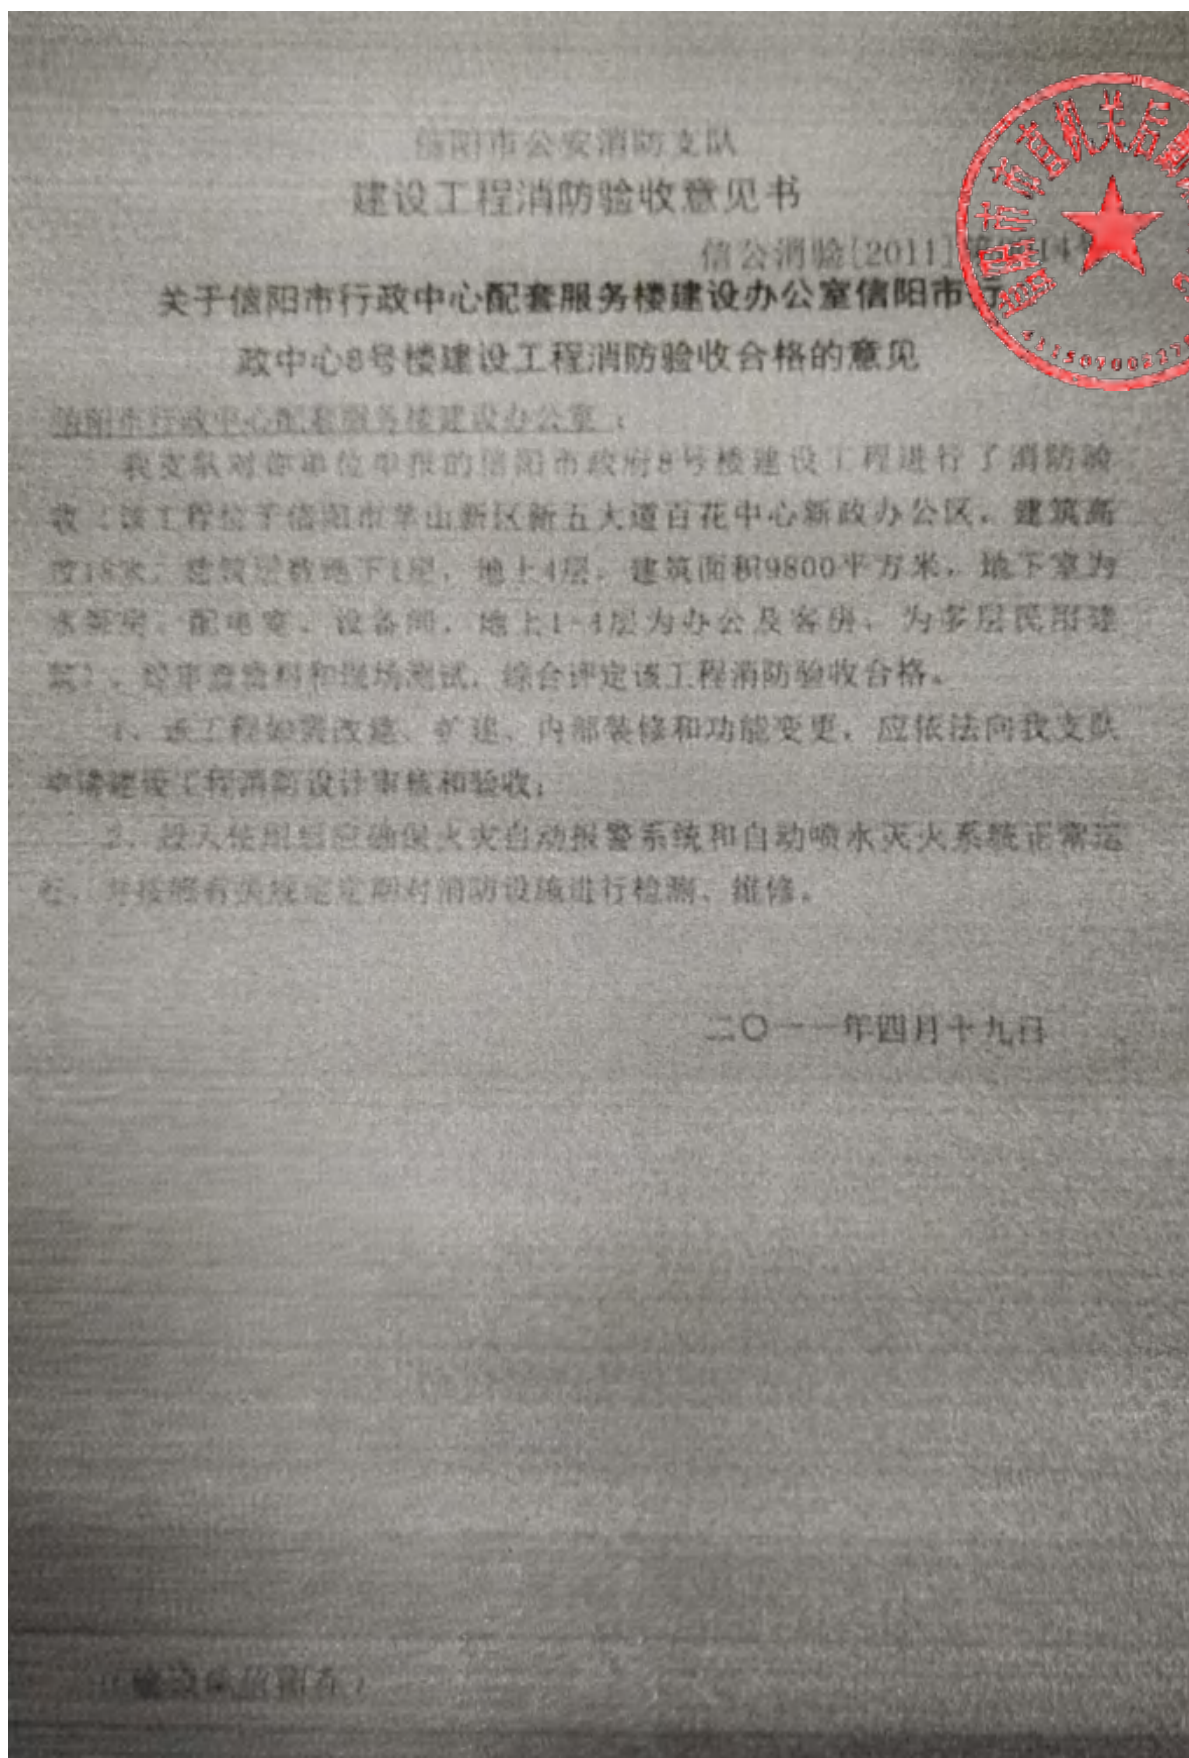 信阳市公安消防支队
建设工程消防验收意见书
信公消验[2011]第 14号
关于信阳市行政中心配套服务楼建设办公室信阳市行
政中心8号楼建设工程消防验收合格的意见
信阳市行政中心配套服务楼建设办公室：
我支队对你单位申报的信阳市政府8号楼建设工程进行了消防验
收（该工程位于信阳市羊山新区新五大道百花中心新政办公区，建筑高
度18米，建筑层数地下1层，地上4层，建筑面积9800平方米，地下室为
水泵房、配电室、设备间，地上1-4层为办公及客房，为多层民用建
筑），经审查资料和现场测试，综合评定该工程消防验收合格。
1、该工程如需改建、扩建、内部装修和功能变更，应依法向我支队
申请建设工程消防设计审核和验收；
2、投入使用后应确保火灾自动报警系统和自动喷水灭火系统正常运
行，并按照有关规定定期对消防设施进行检测、维修。
二〇一一年四月十九日
信阳市市直机关后